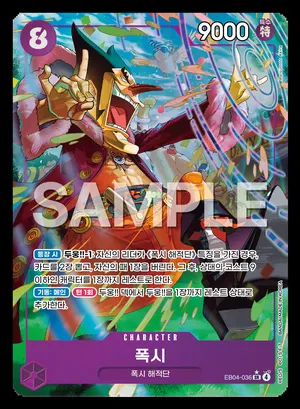 8
9000
특
SAMPLE
등장 시 두웅!!-1: 자신의 리더가 《폭시 해적단》 특징을 가진 경우,
카드를 2장 뽑고, 자신의 패 1장을 버린다. 그 후, 상대의 코스트 9
이하인 캐릭터를 1장까지 레스트로 한다.
기동: 메인 턴 1회 두웅!! 덱에서 두웅!!을 1장까지 레스트 상태로
추가한다.
CHARACTER
폭시
폭시 해적단
EB04-036